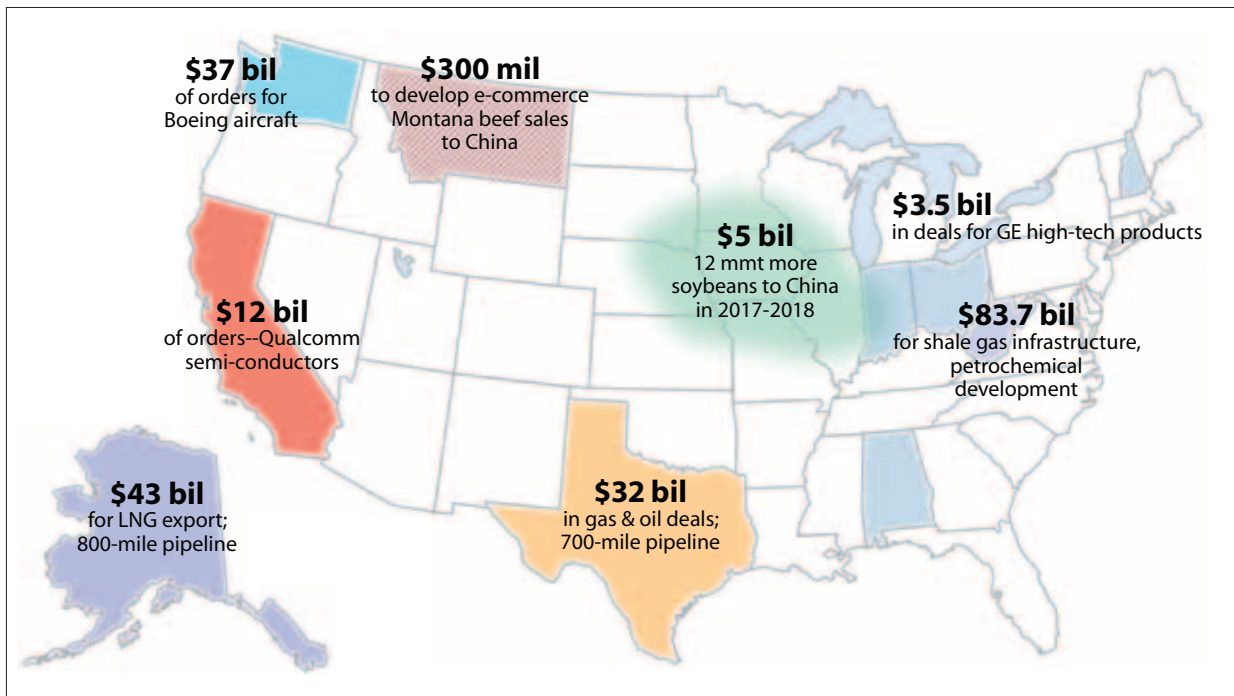 $37 bil
of orders for
Boeing aircraft
$300 mil
to develop e-commerce
Montana beef sales
to China
$3.5 bil
in deals for GE high-tech products
$5 bil
12 mmt more
soybeans to China
in 2017-2018
$12 bil
of orders--Qualcomm
semi-conductors
$83.7 bil
for shale gas infrastructure,
petrochemical
development
$43 bil
for LNG export;
800-mile pipeline
$32 bil
in gas & oil deals;
700-mile pipeline